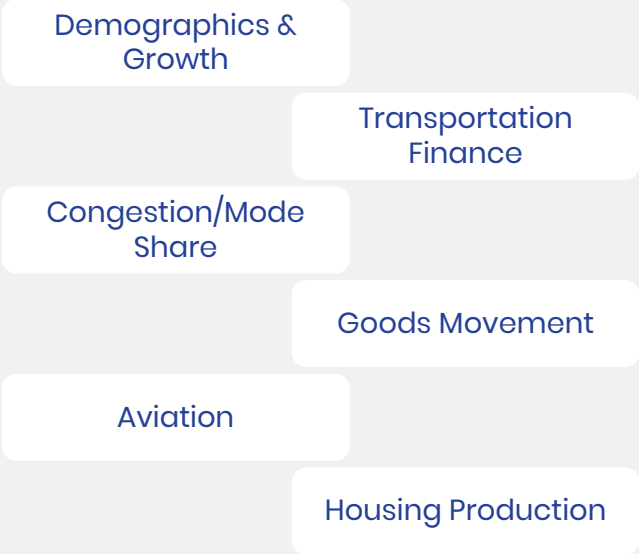 Demographics &
Growth
Transportation
Finance
Congestion/Mode
Share
Goods Movement
Aviation
Housing Production